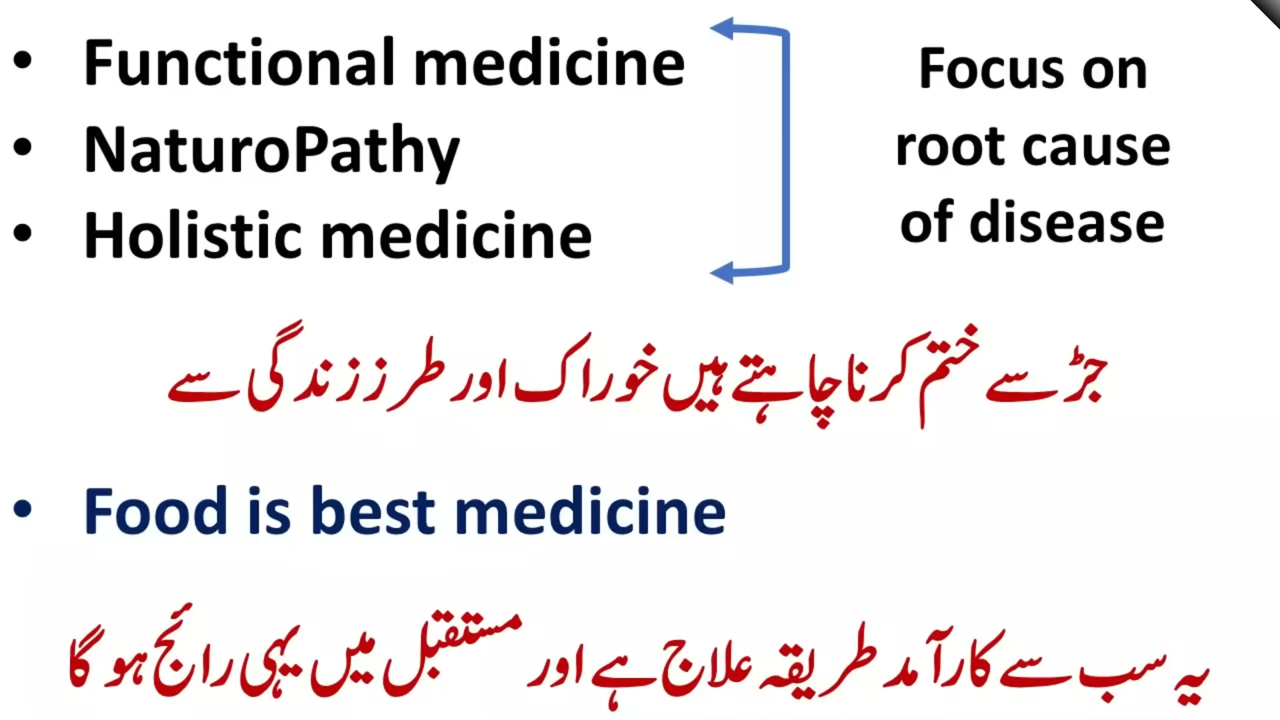 • Functional medicine
• NaturoPathy
• Holistic medicine
Focus on
root cause
of disease
جڑ سے ختم کرنا چاہتے ہیں خوراک اور طرز زندگی سے
• Food is best medicine
یہ سب سے کارآمد طریقہ علاج ہے اور مستقبل میں یہی رائج ہو گا